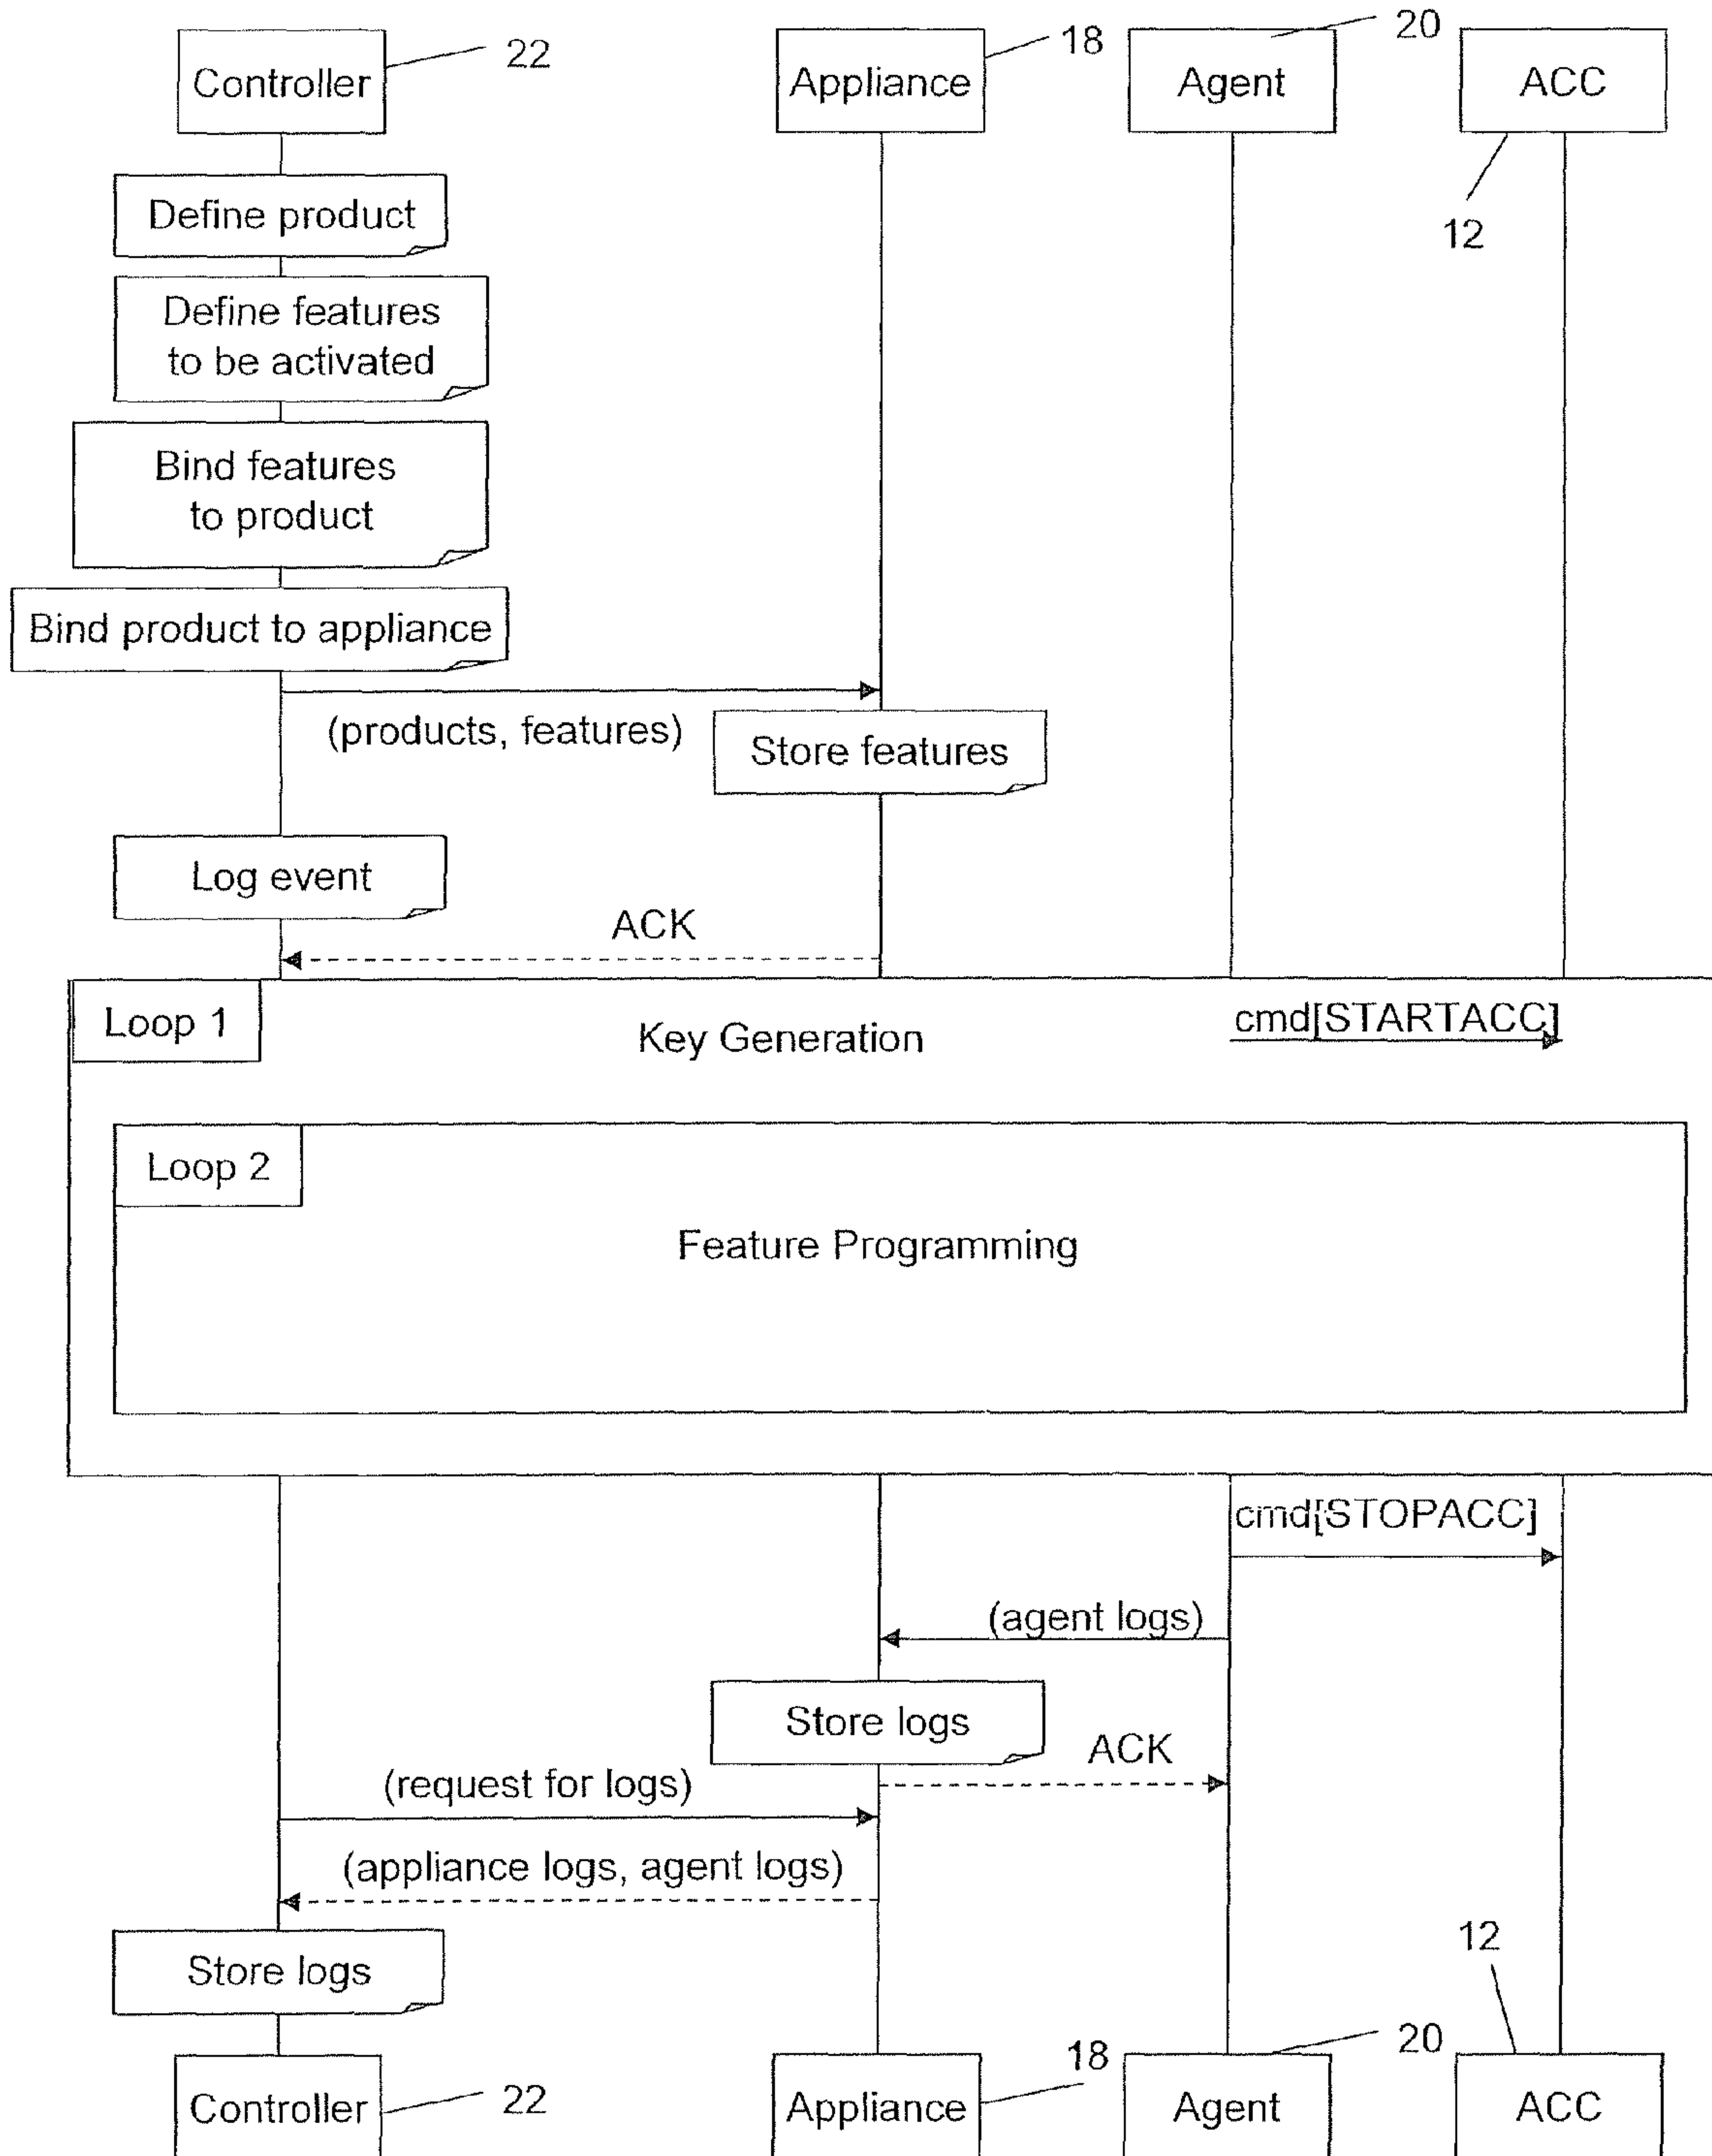 20
18
22
Controller
Appliance
Agent
ACC
12
Define product
Define features
to be activated
Bind features
to product
Bind product to appliance
(products, features)
Store features
Log event
ACK
Loop 1
Key Generation
cmd[STARTACC]
Loop 2
Feature Programming
cmd[STOPACC]
(agent logs)
Store logs
ACK
(request for logs)
(appliance logs, agent logs)
12
Store logs
20
18
22
Controller
Appliance
Agent
ACC